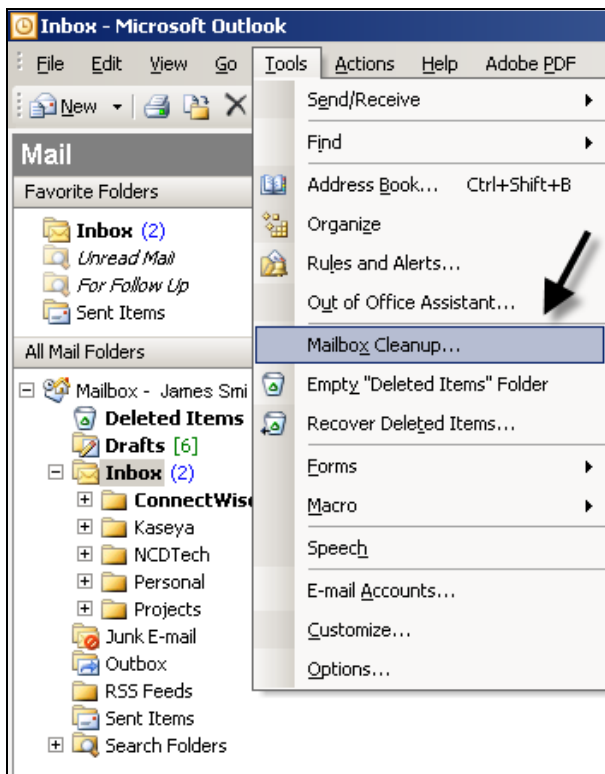 Inbox - Microsoft Outlook
File Edit View Go Tools Actions Help Adobe PDF
New
Mail
Favorite Folders
Inbox (2)
Unread Mail
For Follow Up
Sent Items
All Mail Folders
Mailbox - James Smi
Deleted Items
Drafts [6]
Inbox (2)
ConnectWise
Kaseya
NCDTech
Personal
Projects
Junk E-mail
Outbox
RSS Feeds
Sent Items
Search Folders
Send/Receive
Find
Address Book... Ctrl+Shift+B
Organize
Rules and Alerts...
Out of Office Assistant...
Mailbox Cleanup...
Empty "Deleted Items" Folder
Recover Deleted Items...
Forms
Macro
Speech
E-mail Accounts...
Customize...
Options...